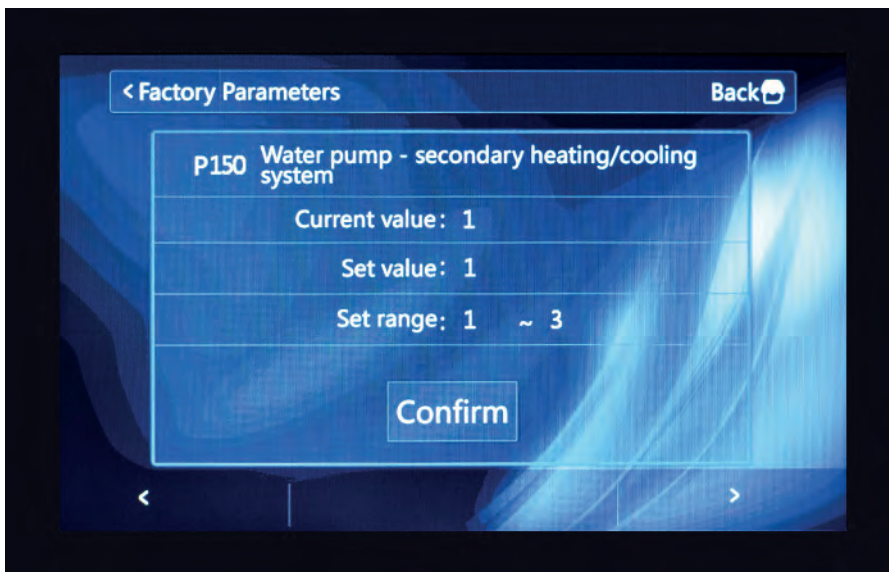 < Factory Parameters Back
P150 Water pump - secondary heating/cooling
system
Current value: 1
Set value: 1
Set range: 1 ~ 3
Confirm
< >